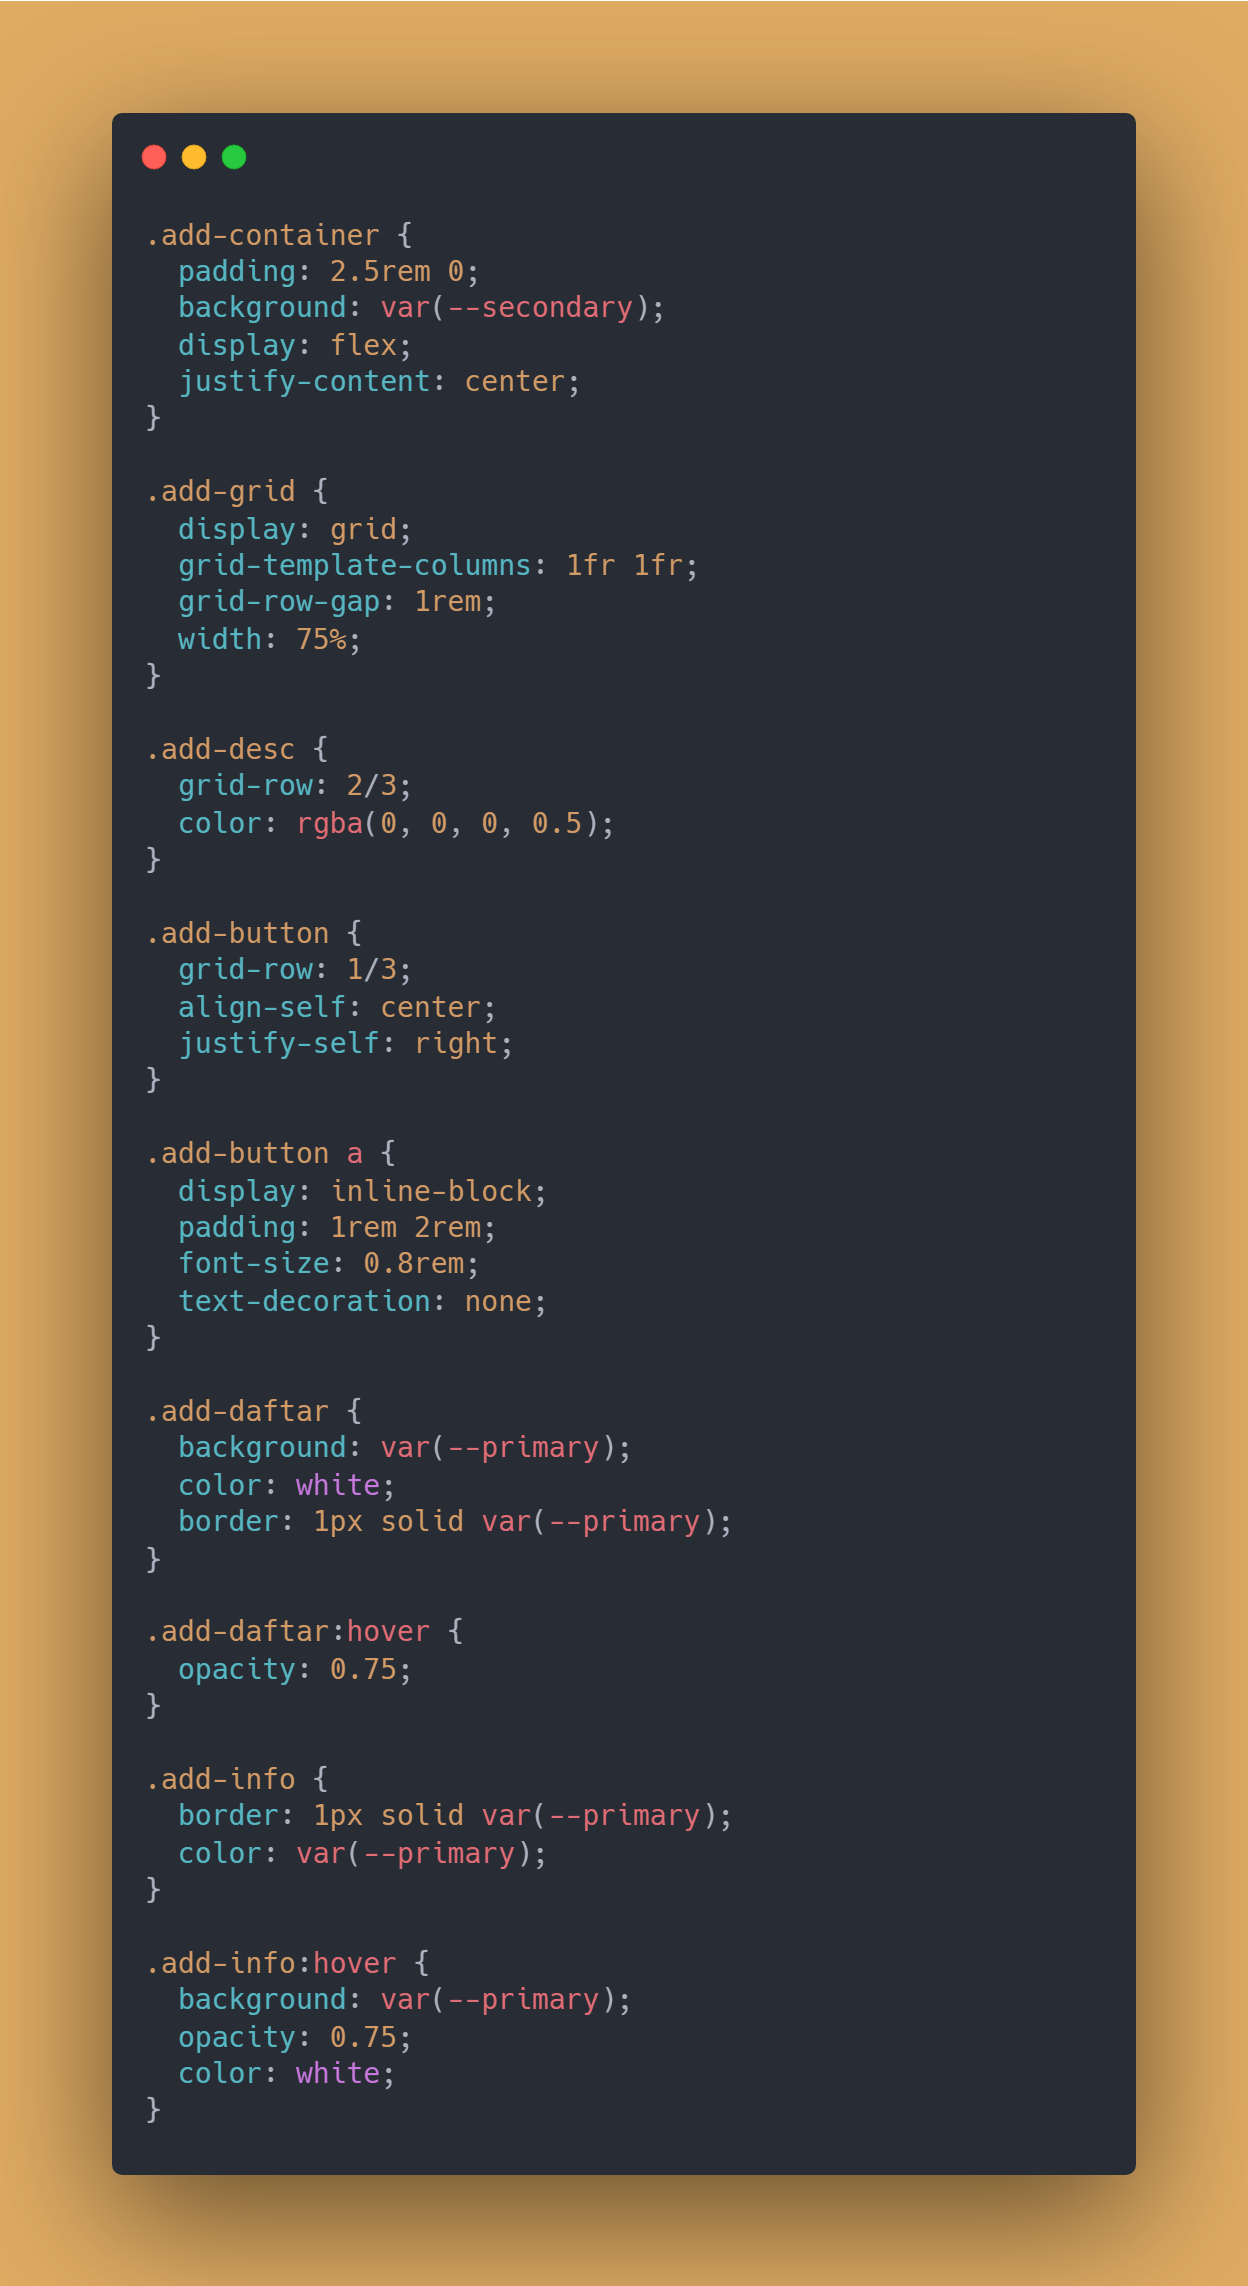 .add-container {
  padding: 2.5rem 0;
  background: var(--secondary);
  display: flex;
  justify-content: center;
}

.add-grid {
  display: grid;
  grid-template-columns: 1fr 1fr;
  grid-row-gap: 1rem;
  width: 75%;
}

.add-desc {
  grid-row: 2/3;
  color: rgba(0, 0, 0, 0.5);
}

.add-button {
  grid-row: 1/3;
  align-self: center;
  justify-self: right;
}

.add-button a {
  display: inline-block;
  padding: 1rem 2rem;
  font-size: 0.8rem;
  text-decoration: none;
}

.add-daftar {
  background: var(--primary);
  color: white;
  border: 1px solid var(--primary);
}

.add-daftar:hover {
  opacity: 0.75;
}

.add-info {
  border: 1px solid var(--primary);
  color: var(--primary);
}

.add-info:hover {
  background: var(--primary);
  opacity: 0.75;
  color: white;
}